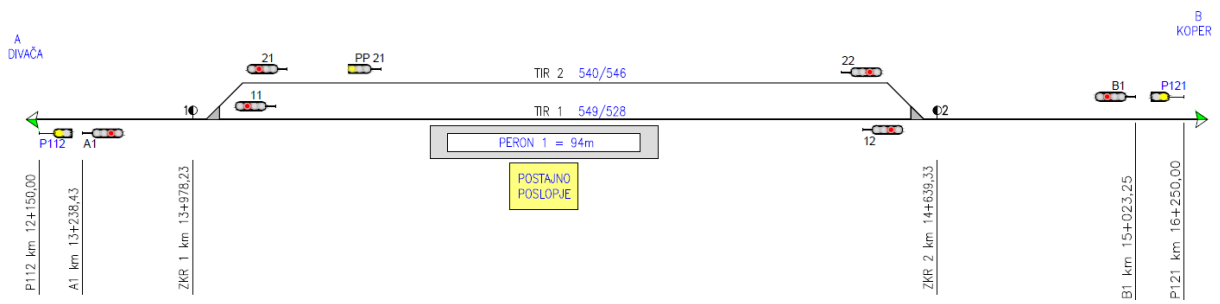 A
DIVAČA
B
KOPER
21
PP 21
TIR 2 540/546
22
B1
P121
1
11
TIR 1 549/528
2
P112
A1
PERON 1 = 94m
12
POSTAJNO
POSLOPJE
P112 km 12+150,00
A1 km 13+238,43
ZKR 1 km 13+978,23
ZKR 2 km 14+639,33
B1 km 15+023,25
P121 km 16+250,00